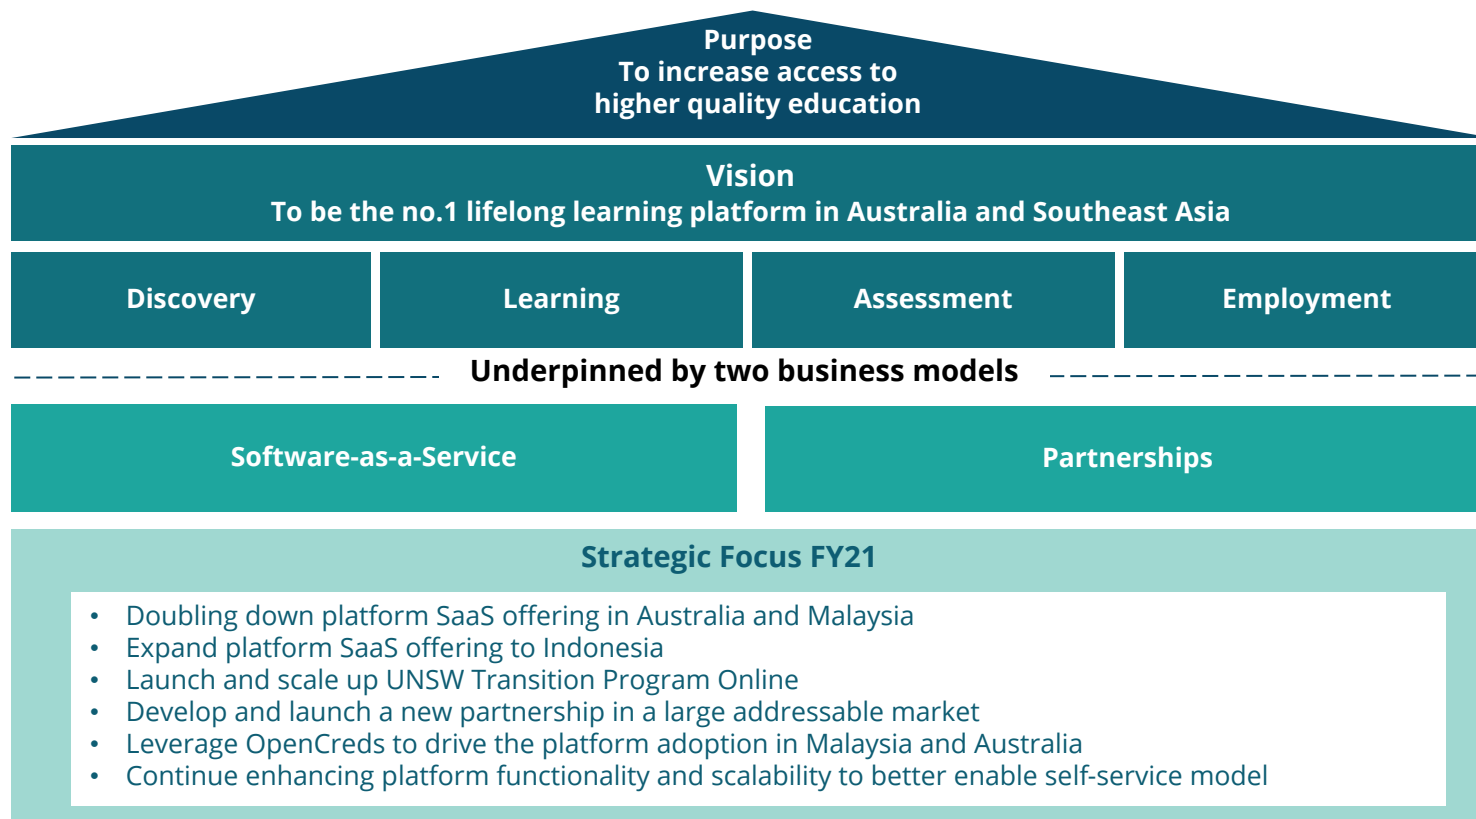 Purpose
To increase access to
higher quality education
Vision
To be the no.1 lifelong learning platform in Australia and Southeast Asia
Discovery
Learning
Assessment
Employment
Underpinned by two business models
Software-as-a-Service
Partnerships
Strategic Focus FY21
• Doubling down platform SaaS offering in Australia and Malaysia
• Expand platform SaaS offering to Indonesia
• Launch and scale up UNSW Transition Program Online
• Develop and launch a new partnership in a large addressable market
• Leverage OpenCreds to drive the platform adoption in Malaysia and Australia
• Continue enhancing platform functionality and scalability to better enable self-service model